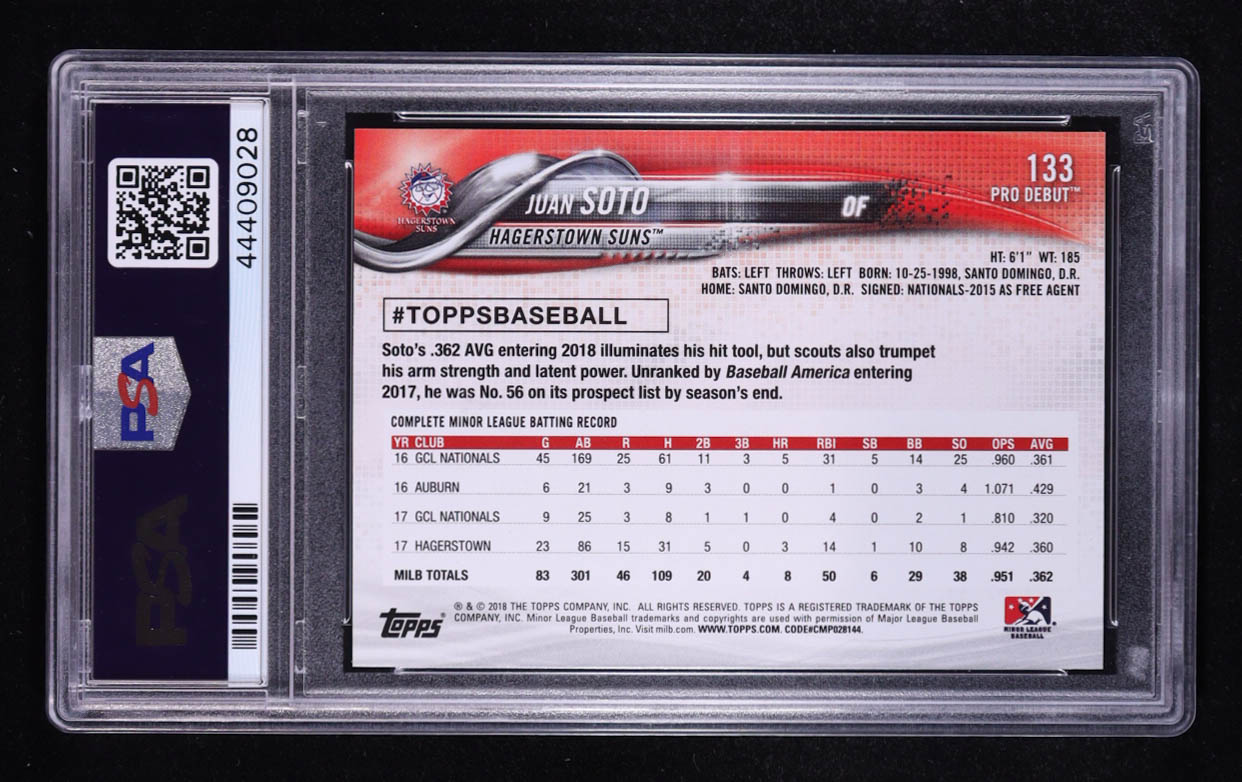 44409028
PSA
PSA
PSA
HAGERSTOWN
SUNS
JUAN SOTO
OF
HAGERSTOWN SUNS™
133
PRO DEBUT™
HT: 6'1" WT: 185
BATS: LEFT THROWS: LEFT BORN: 10-25-1998, SANTO DOMINGO, D.R.
HOME: SANTO DOMINGO, D.R. SIGNED: NATIONALS-2015 AS FREE AGENT
#TOPPSBASEBALL
Soto's .362 AVG entering 2018 illuminates his hit tool, but scouts also trumpet
his arm strength and latent power. Unranked by Baseball America entering
2017, he was No. 56 on its prospect list by season's end.
COMPLETE MINOR LEAGUE BATTING RECORD
YR CLUB G AB R H 2B 3B HR RBI SB BB SO OPS AVG
16 GCL NATIONALS 45 169 25 61 11 3 5 31 5 14 25 .960 .361
16 AUBURN 6 21 3 9 3 0 0 1 0 3 4 1.071 .429
17 GCL NATIONALS 9 25 3 8 1 1 0 4 0 2 1 .810 .320
17 HAGERSTOWN 23 86 15 31 5 0 3 14 1 10 8 .942 .360
MILB TOTALS 83 301 46 109 20 4 8 50 6 29 38 .951 .362
Topps®
® & © 2018 THE TOPPS COMPANY, INC. ALL RIGHTS RESERVED. TOPPS IS A REGISTERED TRADEMARK OF THE TOPPS
COMPANY, INC. Minor League Baseball trademarks and copyrights are used with permission of Major League Baseball
Properties, Inc. Visit milb.com. WWW.TOPPS.COM. CODE#CMP028144.
MINOR LEAGUE
BASEBALL